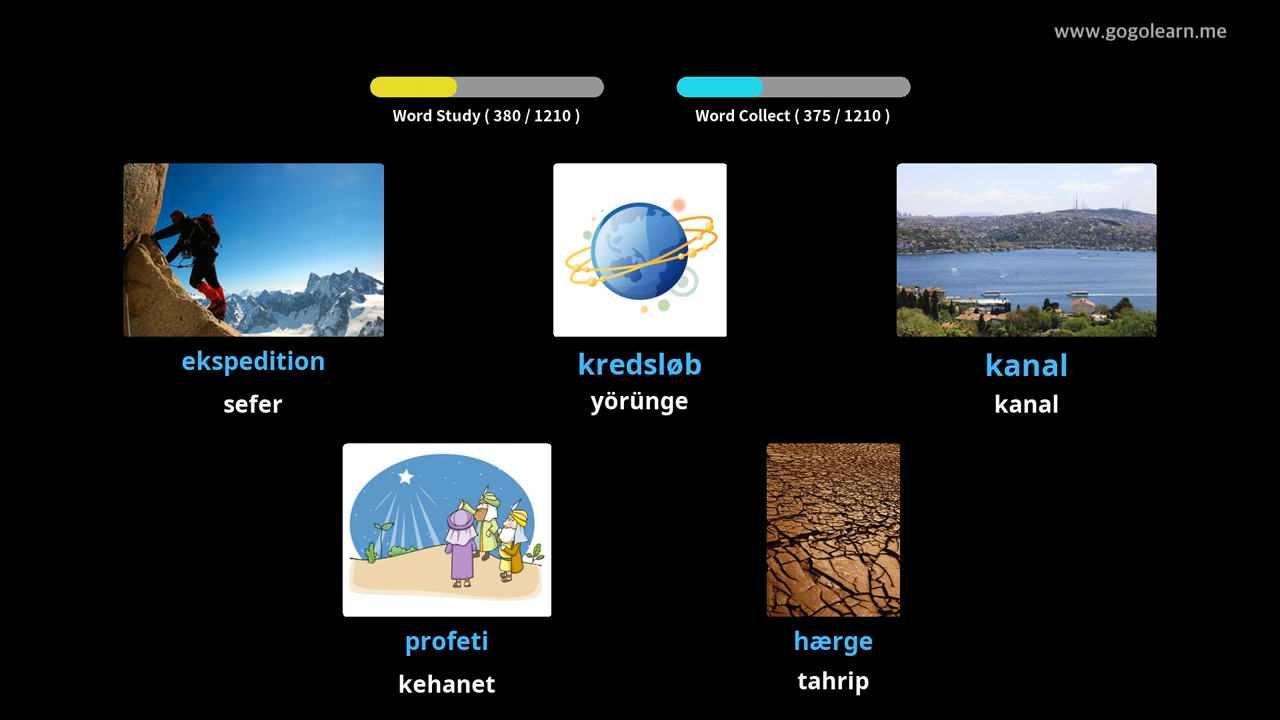 www.gogolearn.me
Word Study ( 380 / 1210 )
Word Collect ( 375 / 1210 )
ekspedition
sefer
kredsløb
yörünge
kanal
kanal
profeti
kehanet
hærge
tahrip